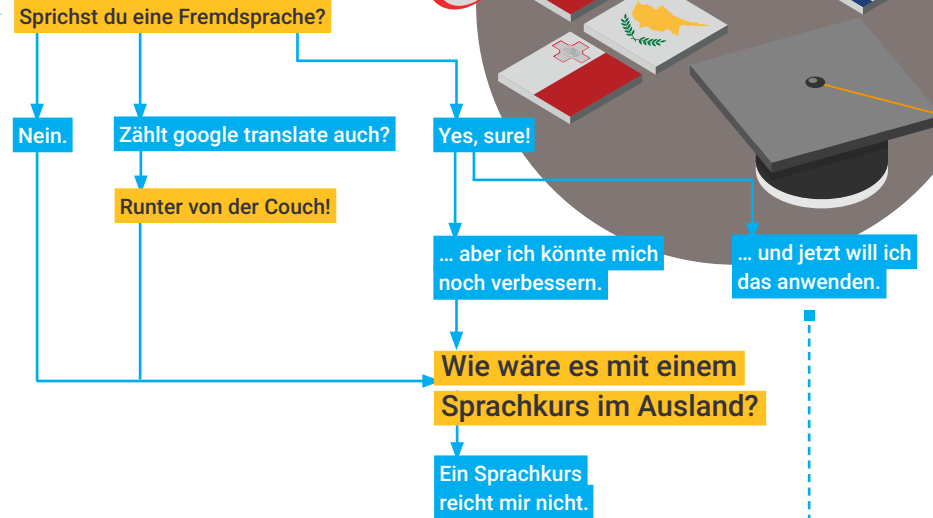 Sprichst du eine Fremdsprache?
Nein.
Zählt google translate auch?
Yes, sure!
Runter von der Couch!
... aber ich könnte mich
noch verbessern.
... und jetzt will ich
das anwenden.
Wie wäre es mit einem
Sprachkurs im Ausland?
Ein Sprachkurs
reicht mir nicht.